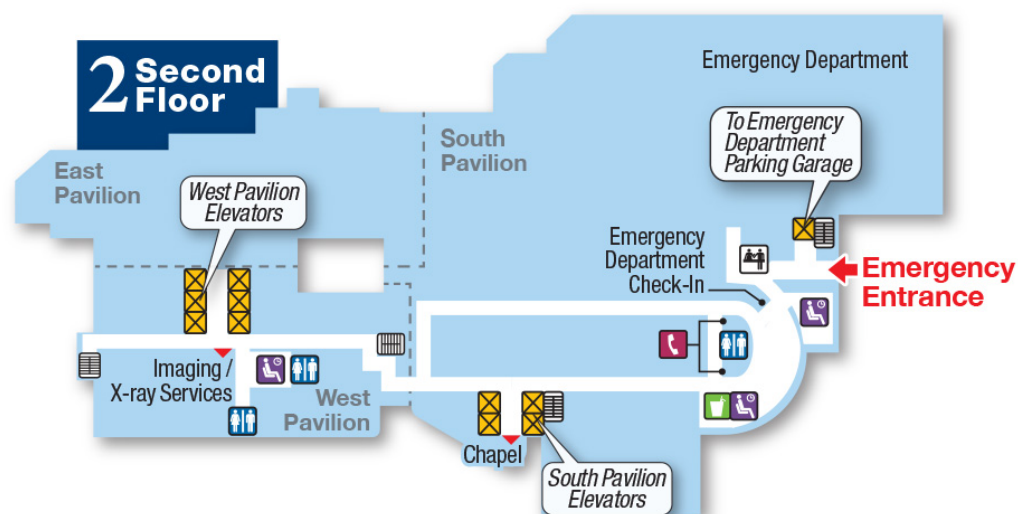 2 Second
Floor
Emergency Department
To Emergency
Department
Parking Garage
South
Pavilion
East
Pavilion
West Pavilion
Elevators
Emergency
Department
Check-In
Emergency
Entrance
Imaging /
X-ray Services
West
Pavilion
Chapel
South Pavilion
Elevators